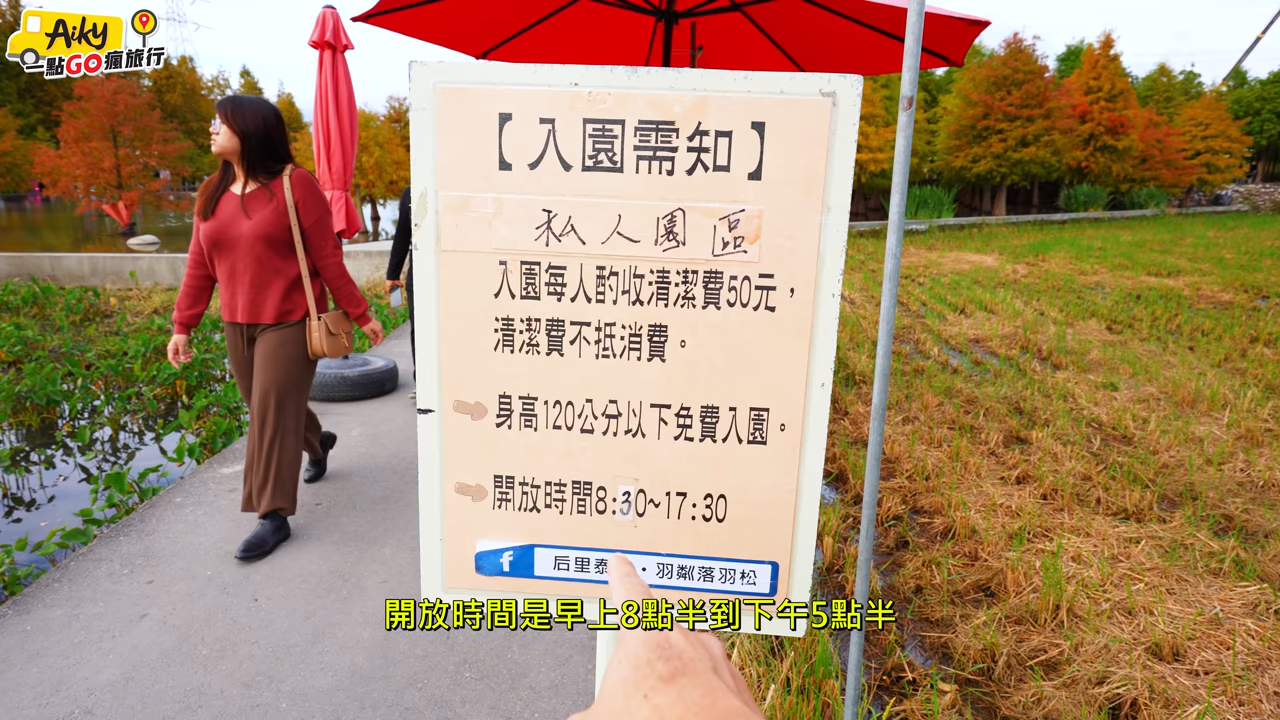 Aiky
一點GO瘋旅行
【入園需知】
私人園區
入園每人酌收清潔費50元，
清潔費不抵消費。
身高120公分以下免費入園。
開放時間8:30~17:30
f 后里泰 ・羽粼落羽松
開放時間是早上8點半到下午5點半